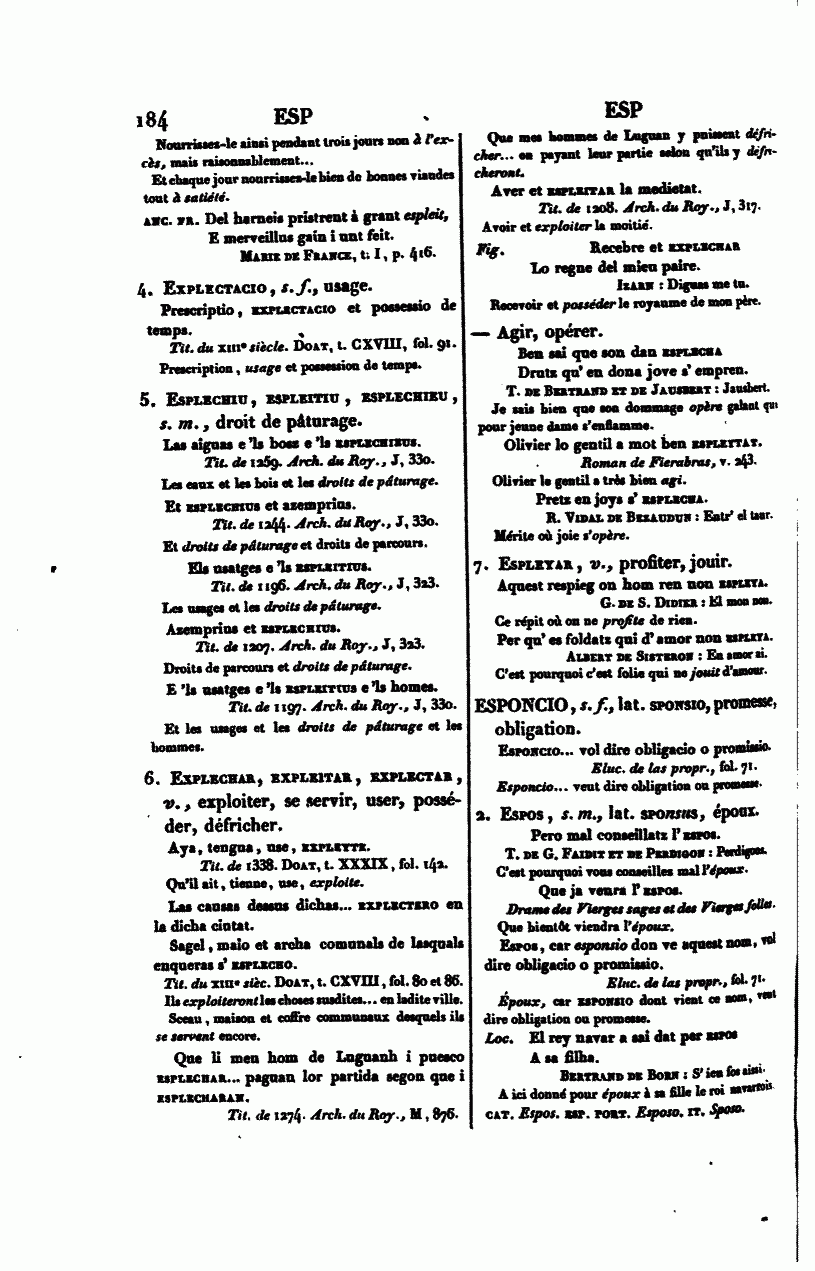 184 ESP
Nourrissez-le ainsi pendant trois jours non à l'ex-
cès, mais raisonnablement...
Et chaque jour nourrissez-le bien de bonnes viandes
tout à satiété.
ANC. FR. Del harneis pristrent à grant espleit,
E merveillus gain i unt feit.
MARIE DE FRANCE, t. I, p. 416.
4. EXPLECTACIO, s. f., usage.
Prescriptio, EXPLECTACIO et possessio de
temps.
Tit. du XIIIe siècle. DOAT, t. CXVIII, fol. 91.
Prescription, usage et possession de temps.
5. ESPLECHIU, ESPLEITIU, ESPLECHIEU,
s. m., droit de pâturage.
Las aiguas e 'ls boss e 'ls ESPLECHIEUS.
Tit. de 1259. Arch. du Roy., J, 330.
Les eaux et les bois et les droits de pâturage.
Et ESPLECHIUS et azemprius.
Tit. de 1244. Arch. du Roy., J, 330.
Et droits de pâturage et droits de parcours.
Els usatges e 'ls ESPLEITIUS.
Tit. de 1196. Arch. du Roy., J, 323.
Les usages et les droits de pâturage.
Azemprius et ESPLECHIUS.
Tit. de 1207. Arch. du Roy., J, 323.
Droits de parcours et droits de pâturage.
E 'ls usatges e 'ls ESPLEITIUS e 'ls homes.
Tit. de 1197. Arch. du Roy., J, 330.
Et les usages et les droits de pâturage et les
hommes.
6. EXPLECHAR, EXPLEITAR, EXPLECTAR,
v., exploiter, se servir, user, possé-
der, défricher.
Aya, tengua, use, EXPLEYTE.
Tit. de 1338. DOAT, t. XXXIX, fol. 142.
Qu'il ait, tienne, use, exploite.
Las causas dessus dichas... EXPLECTERO en
la dicha ciutat.
Sagel, maio et archa comunals de lasquals
enqueras s' ESPLECHO.
Tit. du XIIIe sièc. DOAT, t. CXVIII, fol. 80 et 86.
Ils exploiteront les choses susdites... en ladite ville.
Sceau, maison et coffre communaux desquels ils
se servent encore.
Que li meu hom de Luguanh i puesco
ESPLECHAR... paguan lor partida segon que i
ESPLECHARAN.
Tit. de 1274. Arch. du Roy., M, 876.
ESP
Que mes hommes de Luguan y puissent défri-
cher... en payant leur partie selon qu'ils y défri-
cheront.
Aver et ESPLEITAR la medietat.
Tit. de 1208. Arch. du Roy., J, 317.
Avoir et exploiter la moitié.
Fig. Recebre et EXPLECHAR
Lo regne del mieu paire.
IZARN : Diguas me tu.
Recevoir et posséder le royaume de mon père.
— Agir, opérer.
Ben sai que son dan ESPLECHA
Drutz qu' en dona jove s' empren.
T. DE BERTRAND ET DE JAUSBERT : Jausbert.
Je sais bien que son dommage opère galant qui
pour jeune dame s'enflamme.
Olivier lo gentil a mot ben ESPLEYTAT.
Roman de Fierabras, v. 243.
Olivier le gentil a très bien agi.
Pretz en joys s' ESPLECHA.
R. VIDAL DE BEZAUDUN : Entr' el taur.
Mérite où joie s'opère.
7. ESPLEYAR, v., profiter, jouir.
Aquest respieg on hom ren non ESPLEYA.
G. DE S. DIDIER : El mon non.
Ce répit où on ne profite de rien.
Per qu' es foldatz qui d' amor non ESPLEYA.
ALBERT DE SISTERON : En amor ai.
C'est pourquoi c'est folie qui ne jouit d'amour.
ESPONCIO, s. f., lat. SPONSIO, promesse,
obligation.
ESPONCIO... vol dire obligacio o promissio.
Eluc. de las propr., fol. 71.
Esponcio... veut dire obligation ou promesse.
2. ESPOS, s. m., lat. SPONSUS, époux.
Pero mal conseillatz l' ESPOS.
T. DE G. FAIDIT ET DE PERDIGON : Perdigons.
C'est pourquoi vous conseilles mal l'époux.
Que ja venra l' ESPOS.
Drame des Vierges sages et des Vierges folles.
Que bientôt viendra l'époux.
ESPOS, car esponsio don ve aquest nom, vol
dire obligacio o promissio.
Eluc. de las propr., fol. 71.
Époux, car ESPONSIO dont vient ce nom, veut
dire obligation ou promesse.
Loc. El rey navar a sai dat per ESPOS
A sa filha.
BERTRAND DE BORN : S' ieu fos aissi.
A ici donné pour époux à sa fille le roi navartois.
CAT. Espos. ESP. PORT. Esposo. IT. Sposo.